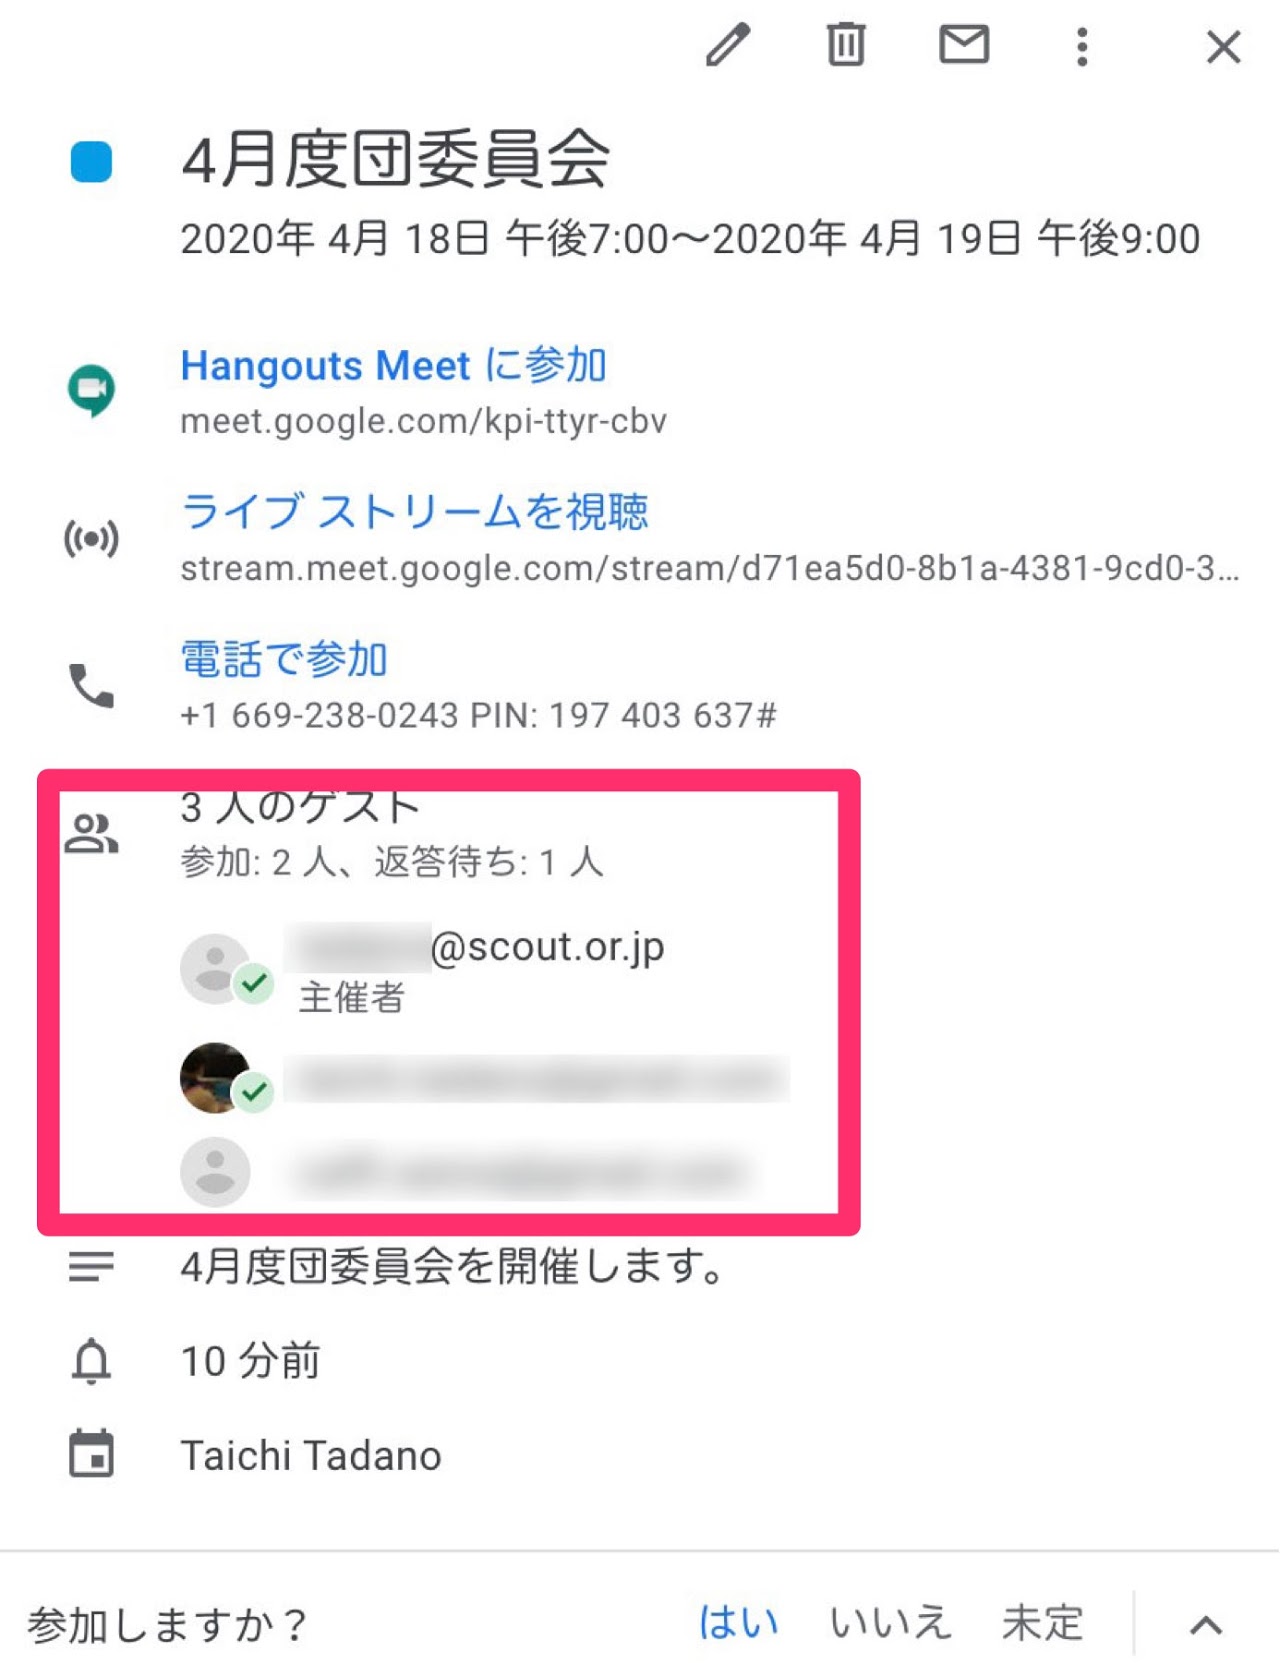 4月度団委員会
2020年 4月 18日 午後7:00〜2020年 4月 19日 午後9:00
Hangouts Meet に参加
meet.google.com/kpi-ttyr-cbv
ライブ ストリームを視聴
stream.meet.google.com/stream/d71ea5d0-8b1a-4381-9cd0-3...
電話で参加
+1 669-238-0243 PIN: 197 403 637#
3 人のゲスト
参加: 2 人、返答待ち: 1 人
@scout.or.jp
主催者
4月度団委員会を開催します。
10 分前
Taichi Tadano
参加しますか？
はい いいえ 未定